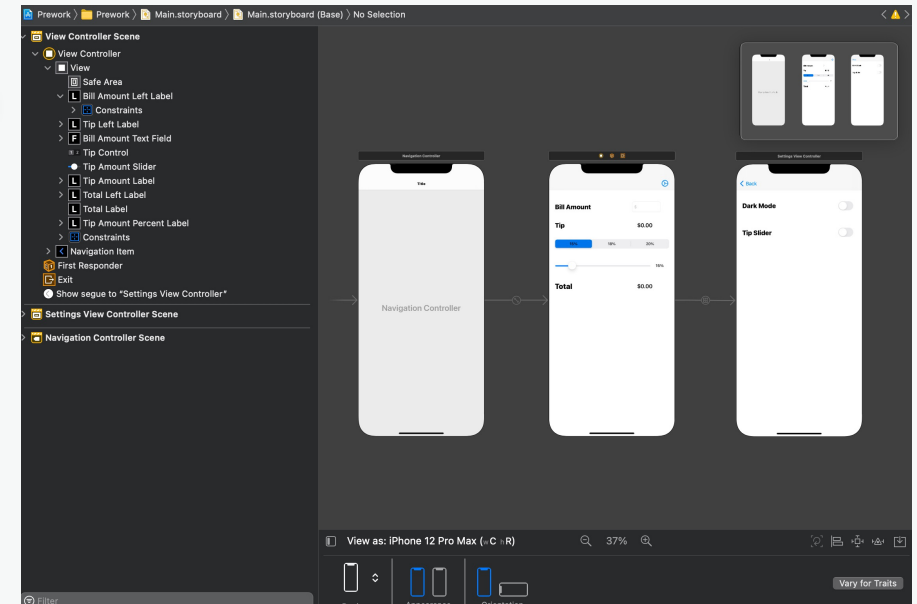 Prework 〉 Prework 〉 Main.storyboard 〉 Main.storyboard (Base) 〉 No Selection
View Controller Scene
View Controller
View
Safe Area
L Bill Amount Left Label
Constraints
L Tip Left Label
F Bill Amount Text Field
Tip Control
Tip Amount Slider
L Tip Amount Label
L Total Left Label
L Total Label
L Tip Amount Percent Label
Constraints
Navigation Item
First Responder
Exit
Show segue to "Settings View Controller"
Settings View Controller Scene
Navigation Controller Scene
Filter
Navigation Controller
Title
Navigation Controller
Bill Amount
Tip $0.00
15% 18% 20%
15%
Total $0.00
Settings View Controller
Back
Dark Mode
Tip Slider
View as: iPhone 12 Pro Max (wC hR)
37%
Appearance Orientation
Vary for Traits